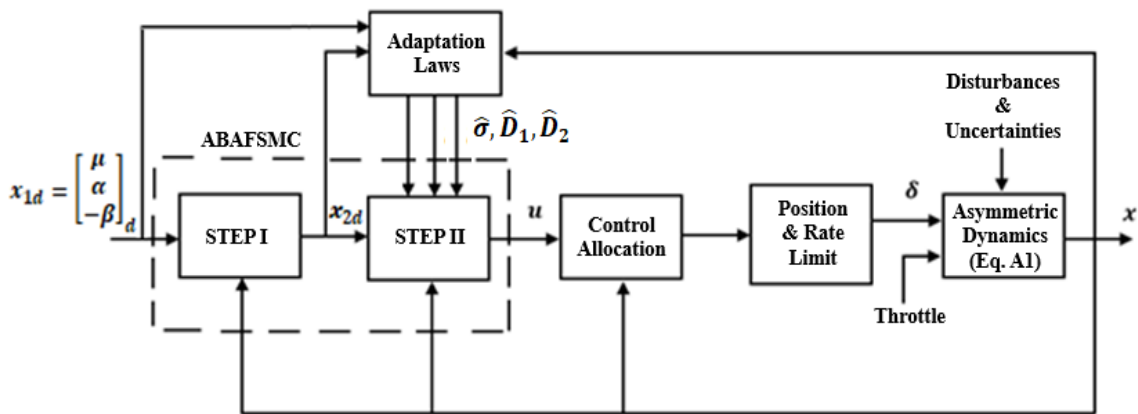 Adaptation
Laws
Disturbances
&
Uncertainties
σ̂, D̂₁, D̂₂
ABAFSMC
x₁d = [μ
α
−β]d
STEP I
x₂d
STEP II
u
Control
Allocation
Position
& Rate
Limit
δ
Asymmetric
Dynamics
(Eq. A1)
x
Throttle